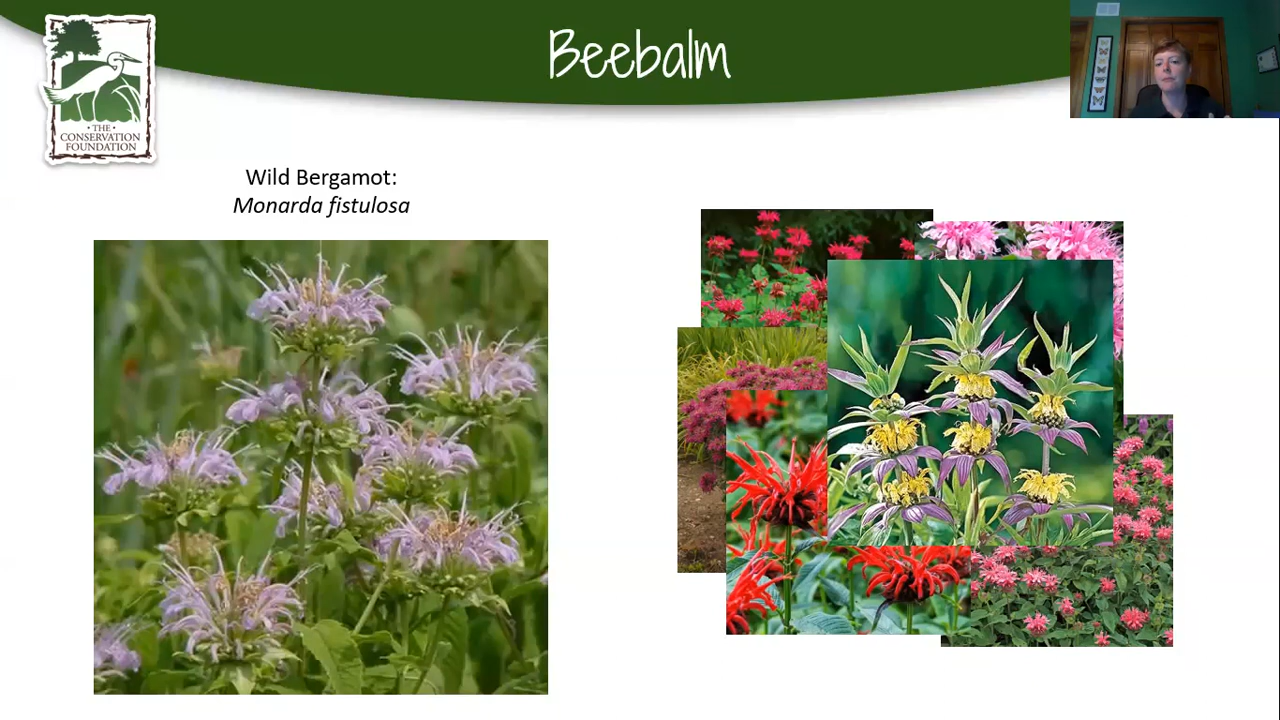 Beebalm
• THE •
CONSERVATION
FOUNDATION
Wild Bergamot:
Monarda fistulosa